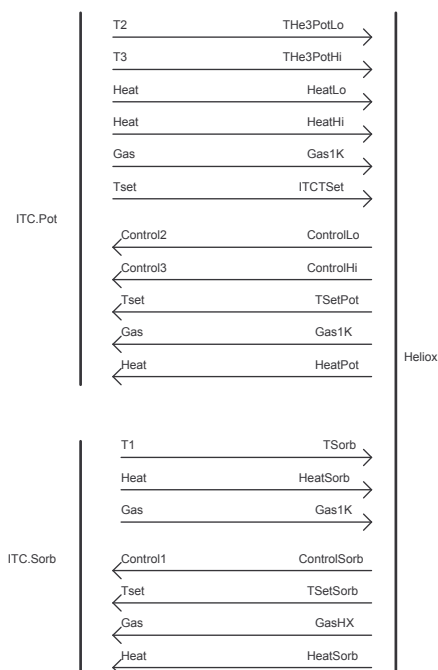 T2 THe3PotLo
T3 THe3PotHi
Heat HeatLo
Heat HeatHi
Gas Gas1K
Tset ITCTSet
ITC.Pot
Control2 ControlLo
Control3 ControlHi
Tset TSetPot
Gas Gas1K
Heat HeatPot
Heliox
T1 TSorb
Heat HeatSorb
Gas Gas1K
ITC.Sorb
Control1 ControlSorb
Tset TSetSorb
Gas GasHX
Heat HeatSorb